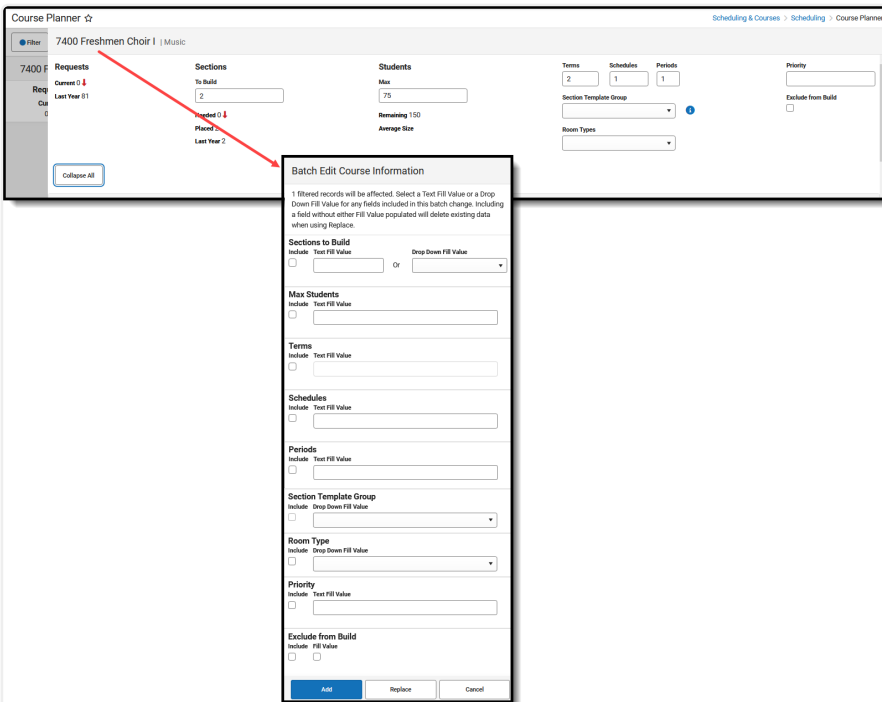 Course Planner ☆
Scheduling & Courses > Scheduling > Course Planner
Filter
7400 Freshmen Choir I | Music
7400 F
Req
Cu
0
Requests
Current 0
Last Year 81
Sections
To Build
2
Needed 0
Placed
Last Year 2
Students
Max
75
Remaining 150
Average Size
Terms Schedules Periods
2 1 1
Section Template Group
Room Types
Priority
Exclude from Build
Collapse All
Batch Edit Course Information
1 filtered records will be affected. Select a Text Fill Value or a Drop
Down Fill Value for any fields included in this batch change. Including
a field without either Fill Value populated will delete existing data
when using Replace.
Sections to Build
Include Text Fill Value Drop Down Fill Value
Or
Max Students
Include Text Fill Value
Terms
Include Text Fill Value
Schedules
Include Text Fill Value
Periods
Include Text Fill Value
Section Template Group
Include Drop Down Fill Value
Room Type
Include Drop Down Fill Value
Priority
Include Text Fill Value
Exclude from Build
Include Fill Value
Add Replace Cancel